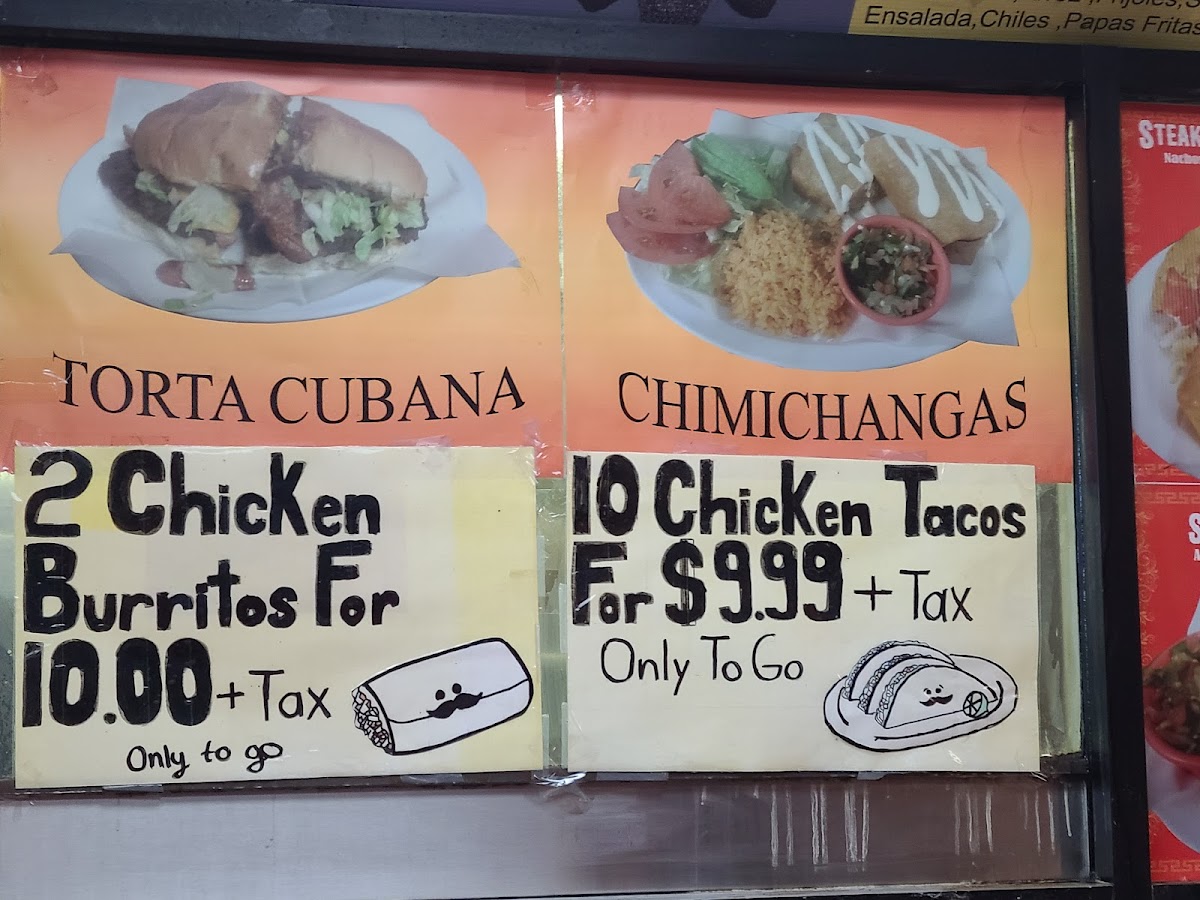 Ensalada,Chiles ,Papas Fritas
STEAK
TORTA CUBANA
CHIMICHANGAS
2 Chicken
Burritos For
10.00 + Tax
Only to go
10 Chicken Tacos
For $9.99 + Tax
Only To Go